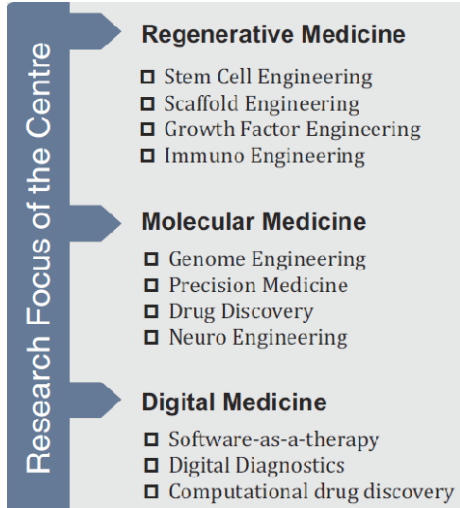 Research Focus of the Centre
Regenerative Medicine
Stem Cell Engineering
Scaffold Engineering
Growth Factor Engineering
Immuno Engineering
Molecular Medicine
Genome Engineering
Precision Medicine
Drug Discovery
Neuro Engineering
Digital Medicine
Software-as-a-therapy
Digital Diagnostics
Computational drug discovery